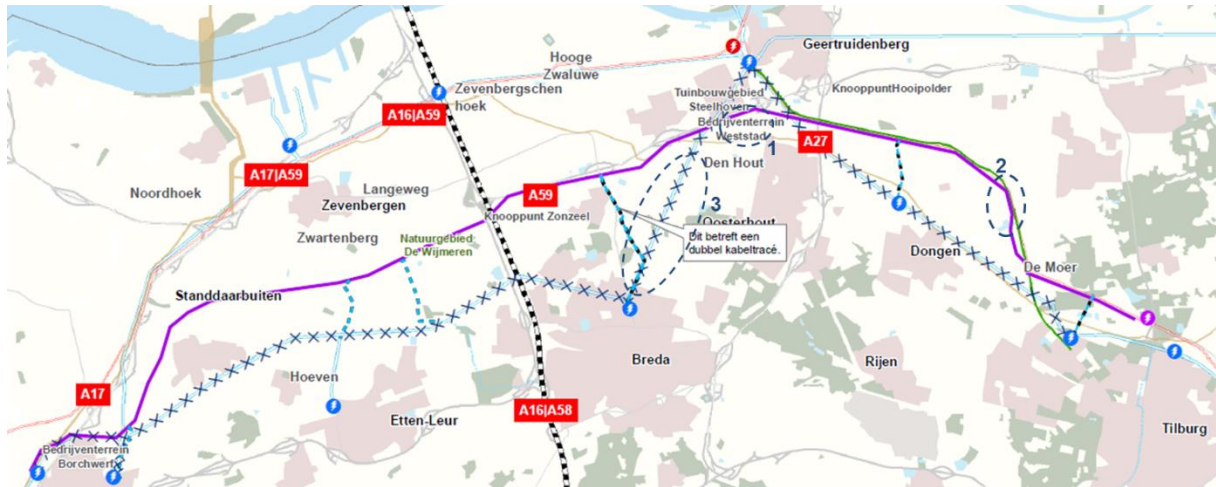 Geertruidenberg
Hooge
Zwaluwe
Zevenbergschen
hoek
KnooppuntHooipolder
Tuinbouwgebied
Steelhoven
Bedrijventerrein
Weststad
1
A16|A59
A27
Den Hout
A17|A59
Noordhoek
Langeweg
Zevenbergen
A59
2
3
Knooppunt Zonzeel
Oosterhout
Zwartenberg
Natuurgebied
De Wijmeren
Dit betreft een
dubbel kabeltracé.
Dongen
De Moer
Standdaarbuiten
Breda
Rijen
Hoeven
A17
Etten-Leur
A16|A58
Tilburg
Bedrijventerrein
Borchwerf